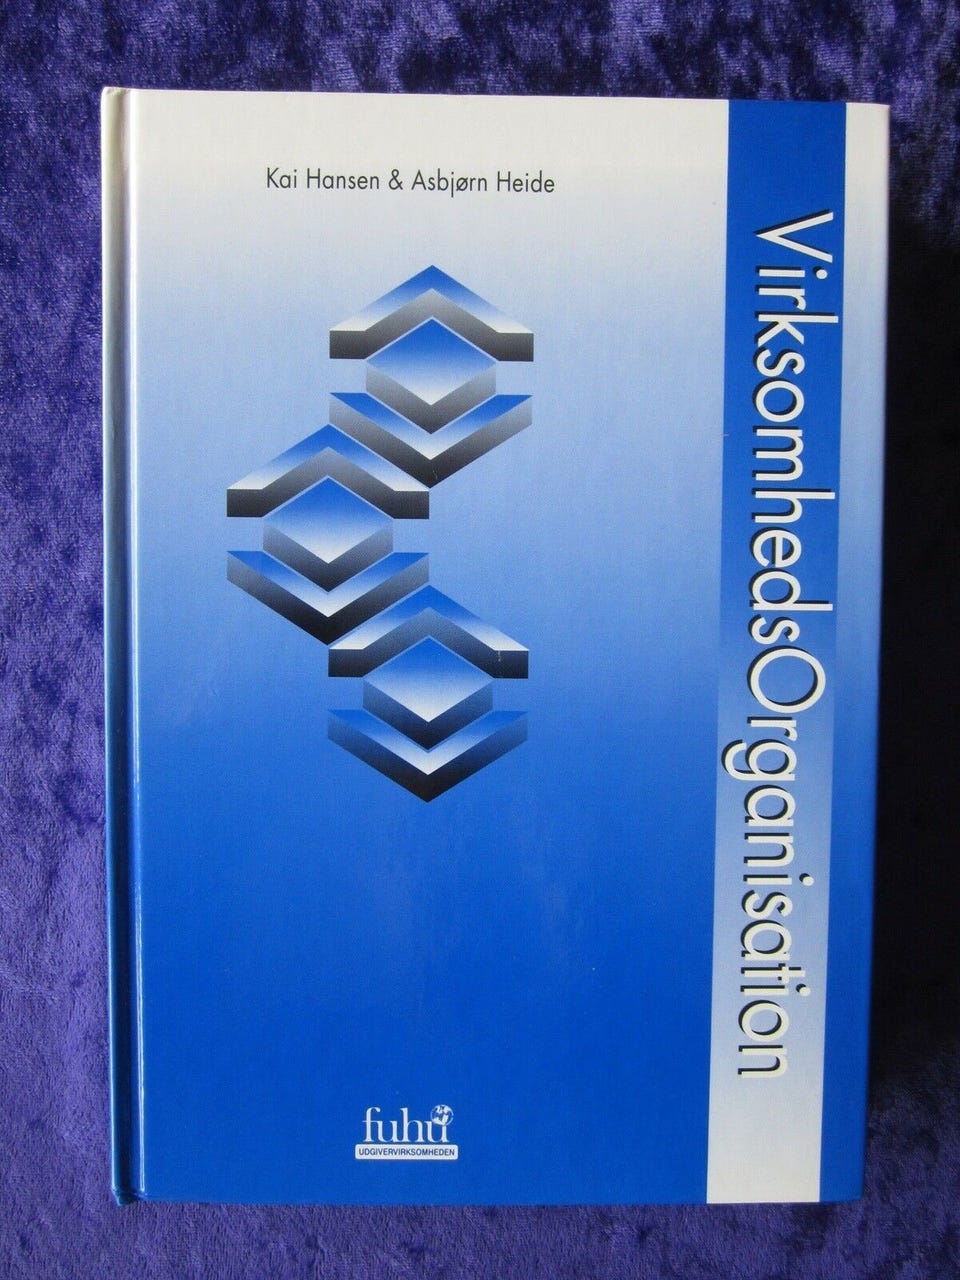 Kai Hansen & Asbjørn Heide
VirksomhedsOrganisation
fuhu
UDGIVERVIRKSOMHEDEN